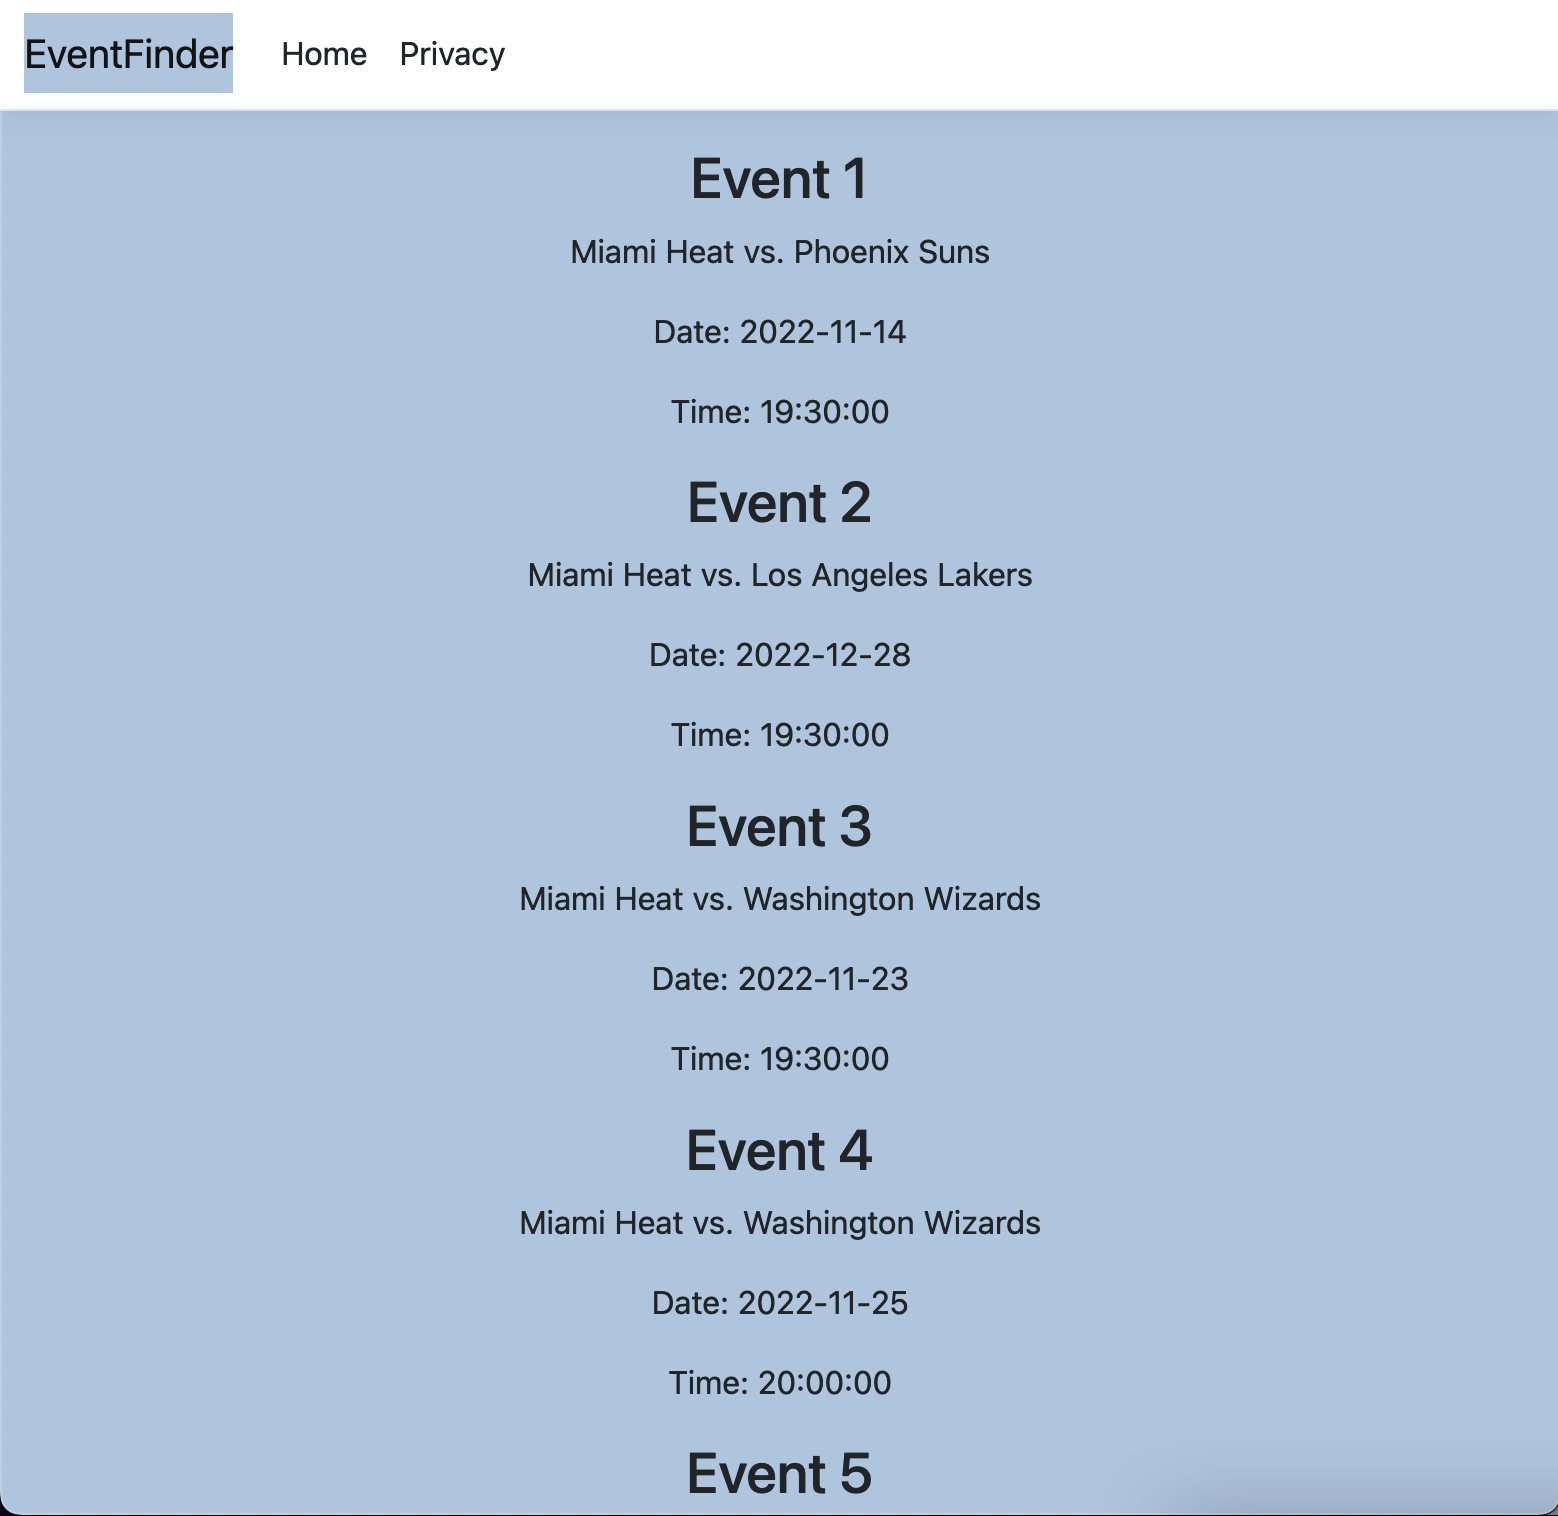 EventFinder Home Privacy
Event 1
Miami Heat vs. Phoenix Suns
Date: 2022-11-14
Time: 19:30:00
Event 2
Miami Heat vs. Los Angeles Lakers
Date: 2022-12-28
Time: 19:30:00
Event 3
Miami Heat vs. Washington Wizards
Date: 2022-11-23
Time: 19:30:00
Event 4
Miami Heat vs. Washington Wizards
Date: 2022-11-25
Time: 20:00:00
Event 5